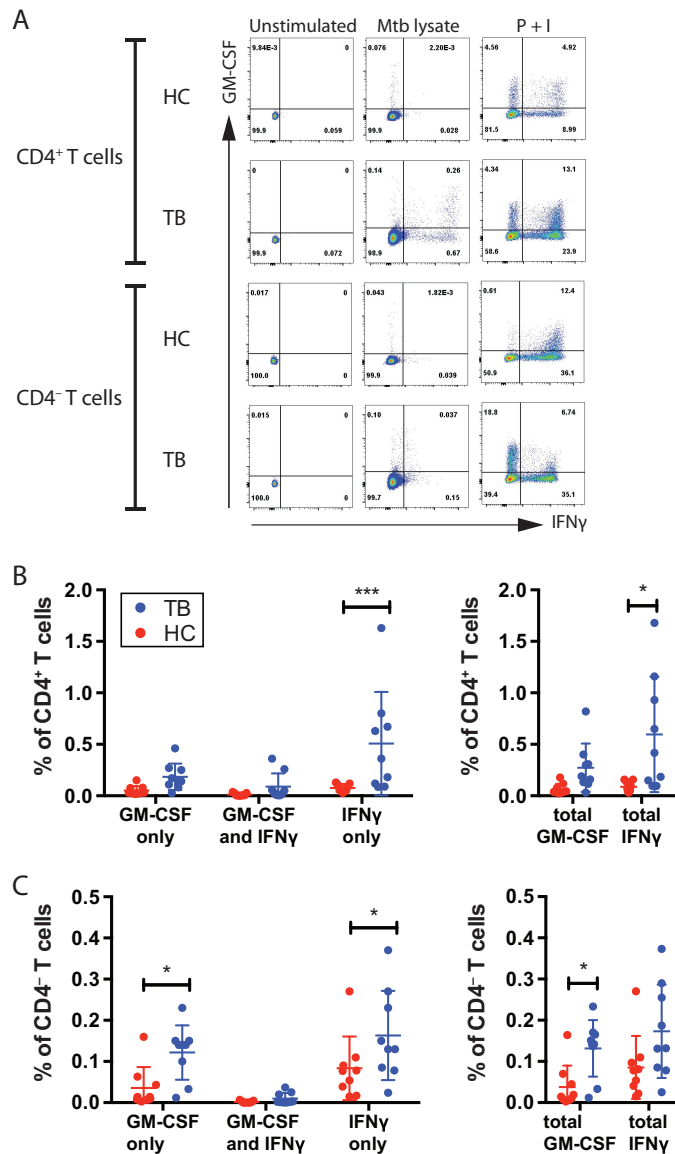 A
Unstimulated Mtb lysate P + I
GM-CSF
CD4⁺ T cells
HC
9.84E-3 0
99.9 0.059
0.076 2.20E-3
99.9 0.028
4.56 4.92
81.5 8.99
TB
0 0
99.9 0.072
0.14 0.26
98.9 0.67
4.34 13.1
58.6 23.9
CD4⁻ T cells
HC
0.017 0
100.0 0
0.043 1.82E-3
99.9 0.039
0.61 12.4
50.9 36.1
TB
0.015 0
100.0 0
0.10 0.037
99.7 0.15
18.8 6.74
39.4 35.1
IFNγ
B
% of CD4⁺ T cells
2.0
1.5
1.0
0.5
0.0
TB
HC
***
GM-CSF only
GM-CSF and IFNγ
IFNγ only
% of CD4⁺ T cells
2.0
1.5
1.0
0.5
0.0
*
total GM-CSF
total IFNγ
C
% of CD4⁻ T cells
0.5
0.4
0.3
0.2
0.1
0.0
*
*
GM-CSF only
GM-CSF and IFNγ
IFNγ only
% of CD4⁻ T cells
0.5
0.4
0.3
0.2
0.1
0.0
*
total GM-CSF
total IFNγ